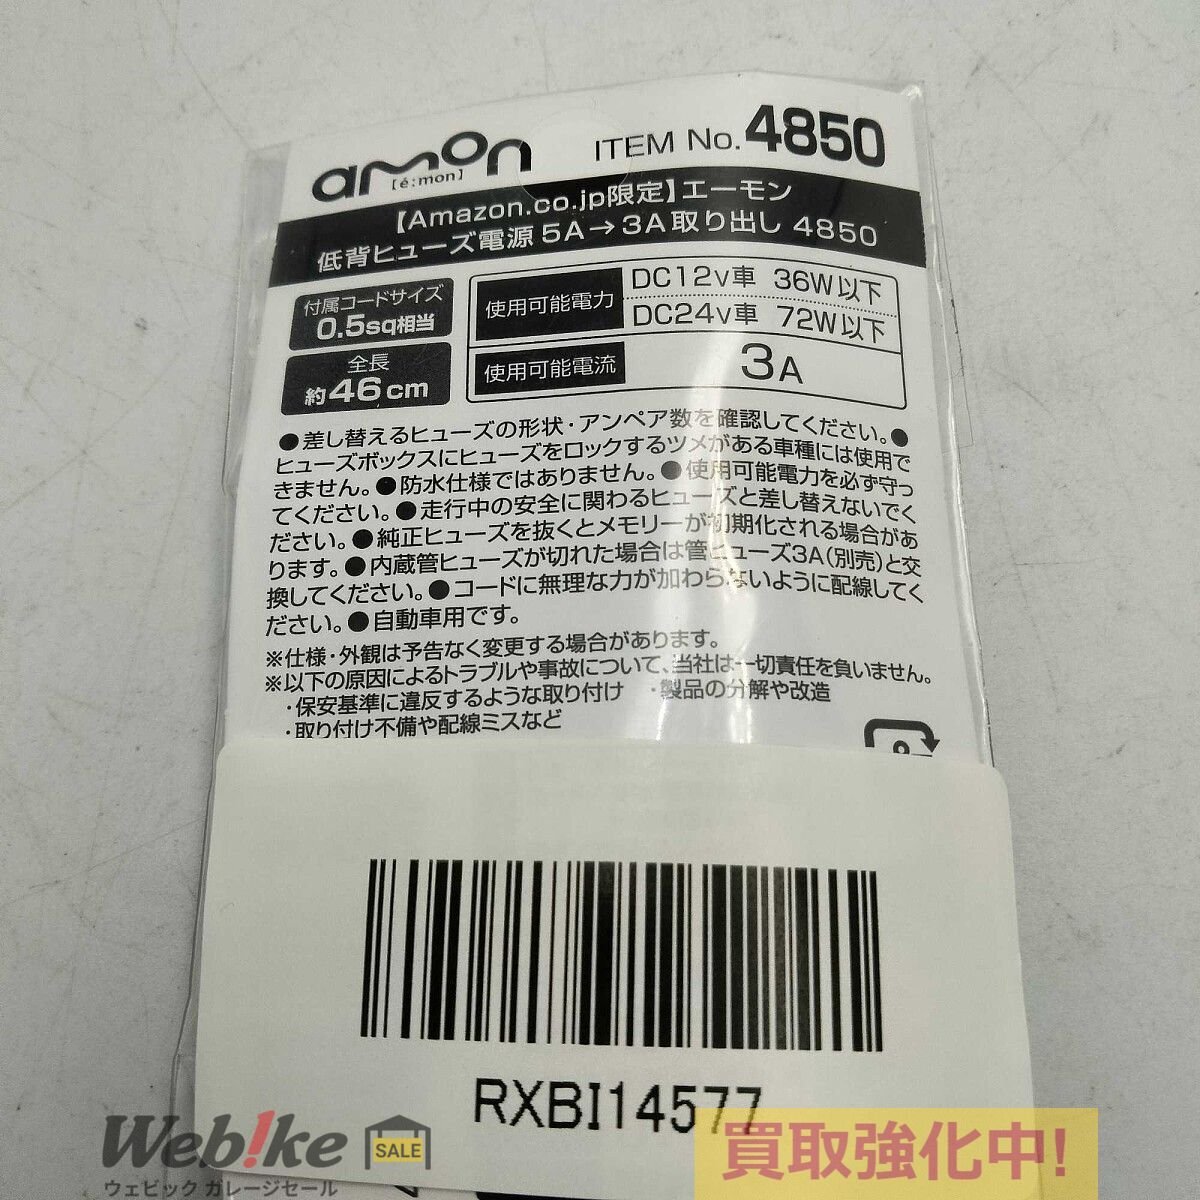 amon
[é:mon]
ITEM No.4850
【Amazon.co.jp限定】エーモン
低背ヒューズ電源 5A→3A取り出し 4850
付属コードサイズ
0.5sq相当
全長
約46cm
使用可能電力
DC12v車 36W以下
DC24v車 72W以下
使用可能電流
3A
●差し替えるヒューズの形状・アンペア数を確認してください。●
ヒューズボックスにヒューズをロックするツメがある車種には使用で
きません。●防水仕様ではありません。●使用可能電力を必ず守っ
てください。●走行中の安全に関わるヒューズと差し替えないでく
ださい。●純正ヒューズを抜くとメモリーが初期化される場合があ
ります。●内蔵管ヒューズが切れた場合は管ヒューズ3A(別売)と交
換してください。●コードに無理な力が加わらないように配線してく
ださい。●自動車用です。
※仕様・外観は予告なく変更する場合があります。
※以下の原因によるトラブルや事故について、当社は一切責任を負いません。
・保安基準に違反するような取り付け ・製品の分解や改造
・取り付け不備や配線ミスなど
RXBI14577
Web!ke
SALE
ウェビック ガレージセール
買取強化中!